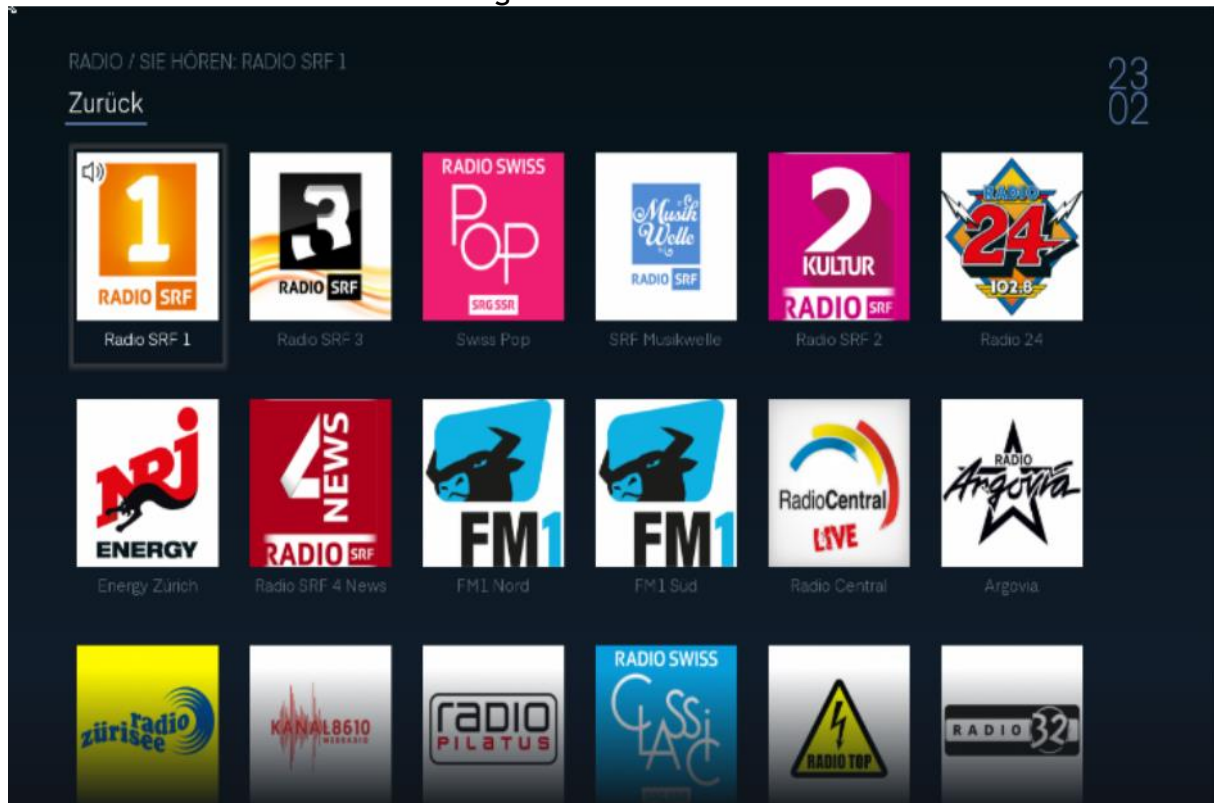 g
RADIO / SIE HÖREN: RADIO SRF 1
23
02
Zurück
1
RADIO SRF
3
RADIO SRF
RADIO SWISS
POP
SRG SSR
Musik
Welle
RADIO SRF
2
KULTUR
RADIO SRF
RADIO
24
102.8
Radio SRF 1
Radio SRF 3
Swiss Pop
SRF Musikwelle
Radio SRF 2
Radio 24
NRJ
ENERGY
4 NEWS
RADIO SRF
FM1
FM1
RadioCentral
LIVE
RADIO
Argovia
Energy Zürich
Radio SRF 4 News
FM1 Nord
FM1 Süd
Radio Central
Argovia
radio
zürisee
KANAL8610
WEBRADIO
radio
PILATUS
RADIO SWISS
CLASSIC
RADIO TOP
RADIO 32